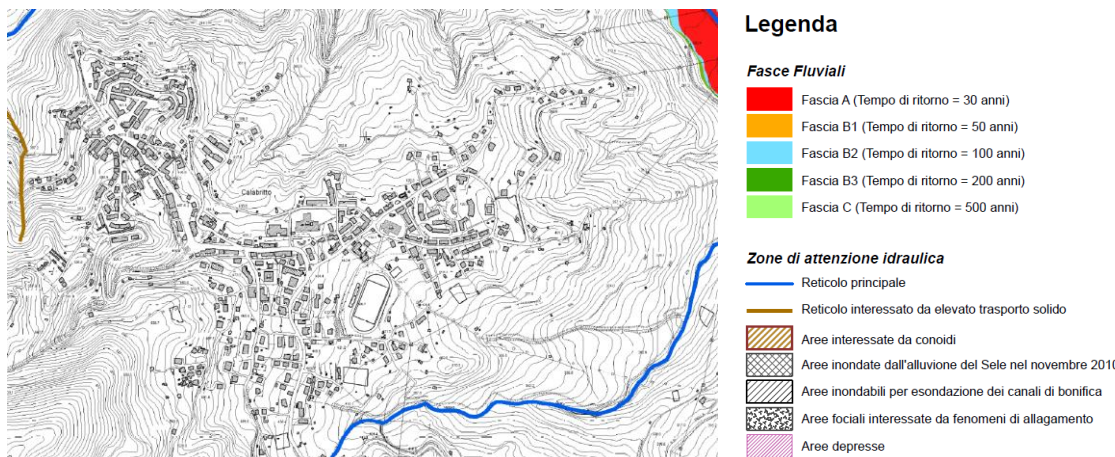 Calabritto
Legenda
Fasce Fluviali
Fascia A (Tempo di ritorno = 30 anni)
Fascia B1 (Tempo di ritorno = 50 anni)
Fascia B2 (Tempo di ritorno = 100 anni)
Fascia B3 (Tempo di ritorno = 200 anni)
Fascia C (Tempo di ritorno = 500 anni)
Zone di attenzione idraulica
Reticolo principale
Reticolo interessato da elevato trasporto solido
Aree interessate da conoidi
Aree inondate dall'alluvione del Sele nel novembre 2010
Aree inondabili per esondazione dei canali di bonifica
Aree fociali interessate da fenomeni di allagamento
Aree depresse